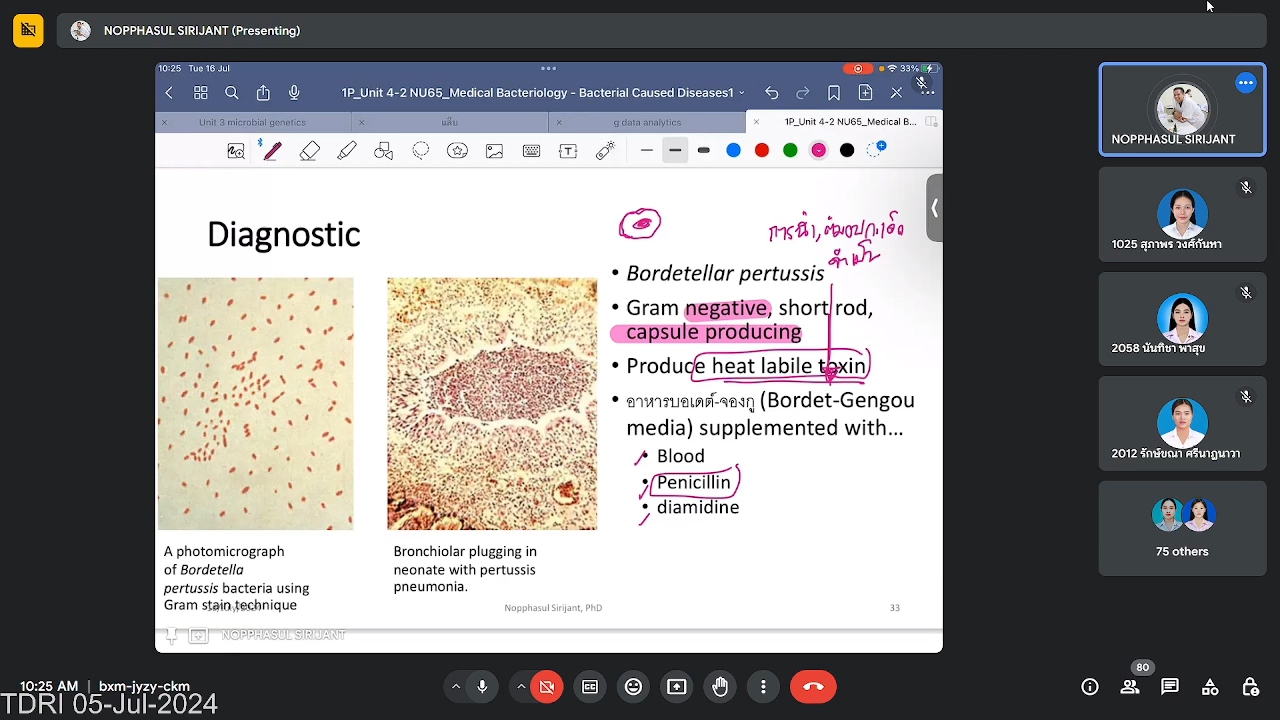 NOPPHASUL SIRIJANT (Presenting)
10:25 Tue 16 Jul
33%
1P_Unit 4-2 NU65_Medical Bacteriology - Bacterial Caused Diseases1
Unit 3 microbial genetics
g data analytics
1P_Unit 4-2 NU65_Medical B...
Diagnostic
• Bordetellar pertussis
• Gram negative, short rod,
capsule producing
• Produce heat labile toxin
• อาหารบอเดต์-จองกู (Bordet-Gengou
media) supplemented with...
• Blood
• Penicillin
• diamidine
A photomicrograph
of Bordetella
pertussis bacteria using
Gram stain technique
Bronchiolar plugging in
neonate with pertussis
pneumonia.
Nopphasul Sirijant, PhD
33
NOPPHASUL SIRIJANT
NOPPHASUL SIRIJANT
1025 สุภาพร วงค์กันทา
2058 นันทิชา พาสุข
2012 รักษ์ขณา ศรีนาฏนาวา
75 others
10:25 AM | bxm-jyzy-ckm
80
TDRI 05-Jul-2024